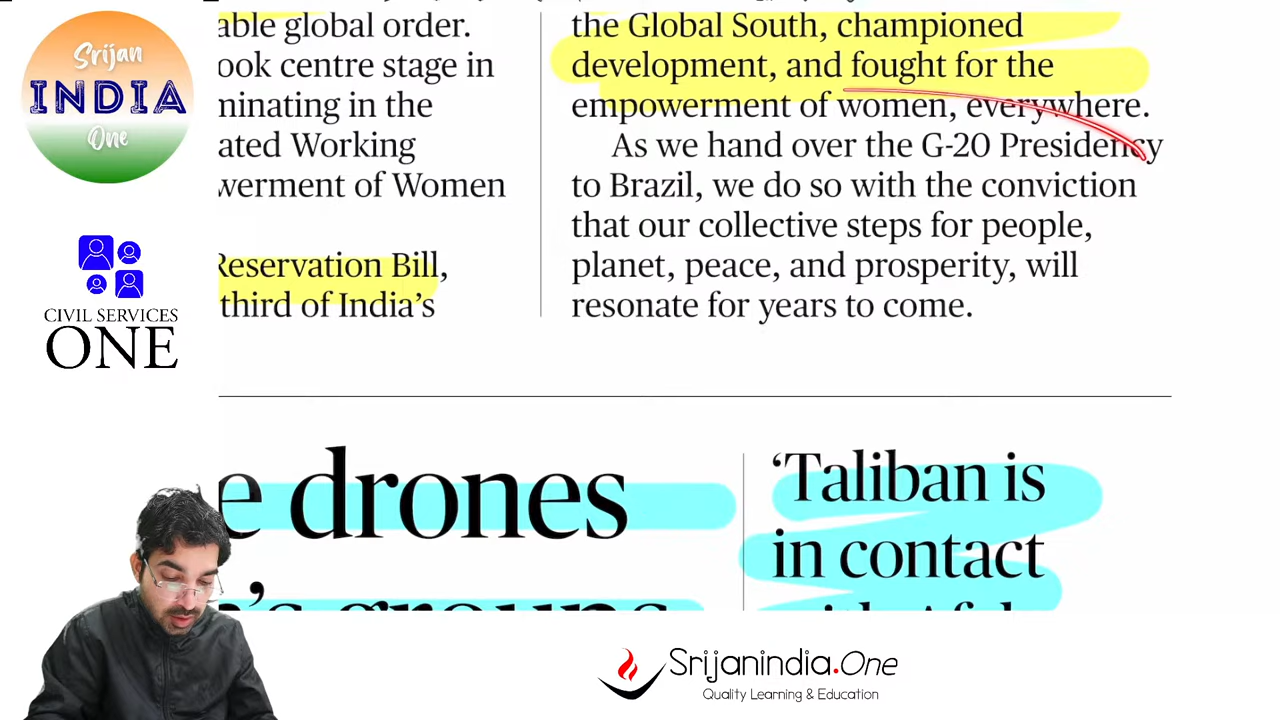 Srijan
INDIA
One
CIVIL SERVICES
ONE
able global order.
ook centre stage in
minating in the
ated Working
werment of Women
Reservation Bill,
third of India’s
the Global South, championed
development, and fought for the
empowerment of women, everywhere.
As we hand over the G-20 Presidency
to Brazil, we do so with the conviction
that our collective steps for people,
planet, peace, and prosperity, will
resonate for years to come.
e drones
’s groups
‘Taliban is
in contact
Srijanindia.One
Quality Learning & Education